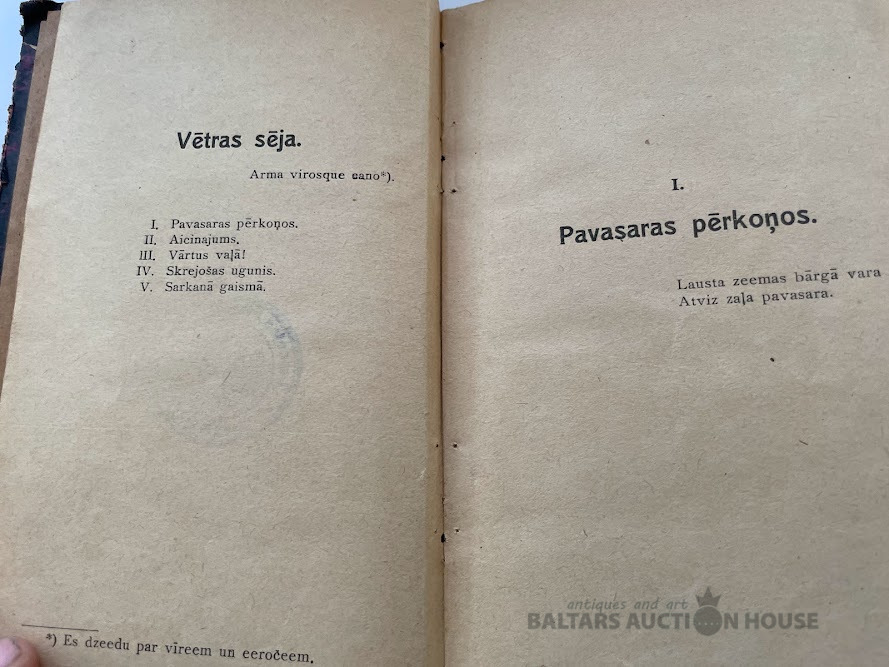 Vētras sēja.
Arma virosque cano*).
I. Pavasaras pērkoņos.
II. Aicinajums.
III. Vārtus vaļā!
IV. Skrejošas ugunis.
V. Sarkanā gaismā.
*) Es dzeedu par vīreem un eeročeem.
I.
Pavaşaras pērkoņos.
Lausta zeemas bārgā vara
Atviz zaļa pavasara.
antiques and art
BALTARS AUCTION HOUSE